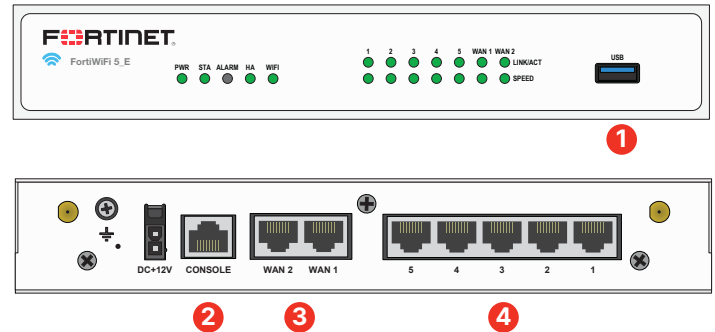 FORTINET
FortiWiFi 5_E
PWR STA ALARM HA WIFI
1 2 3 4 5 WAN 1 WAN 2
LINK/ACT
SPEED
USB
1
DC+12V CONSOLE WAN 2 WAN 1 5 4 3 2 1
2 3 4